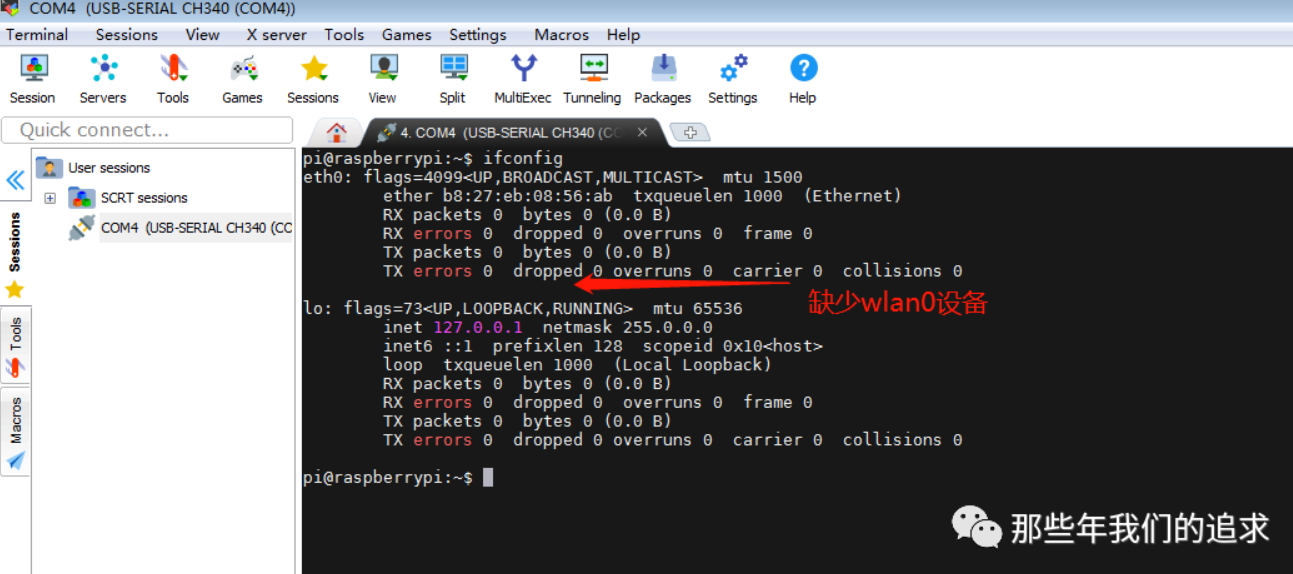 COM4 (USB-SERIAL CH340 (COM4))
Terminal Sessions View X server Tools Games Settings Macros Help
Session Servers Tools Games Sessions View Split MultiExec Tunneling Packages Settings Help
Quick connect...
4. COM4 (USB-SERIAL CH340 (CO
User sessions
SCRT sessions
COM4 (USB-SERIAL CH340 (CO
Sessions
Tools
Macros
pi@raspberrypi:~$ ifconfig
eth0: flags=4099<UP,BROADCAST,MULTICAST> mtu 1500
ether b8:27:eb:08:56:ab txqueuelen 1000 (Ethernet)
RX packets 0 bytes 0 (0.0 B)
RX errors 0 dropped 0 overruns 0 frame 0
TX packets 0 bytes 0 (0.0 B)
TX errors 0 dropped 0 overruns 0 carrier 0 collisions 0
缺少wlan0设备
lo: flags=73<UP,LOOPBACK,RUNNING> mtu 65536
inet 127.0.0.1 netmask 255.0.0.0
inet6 ::1 prefixlen 128 scopeid 0x10<host>
loop txqueuelen 1000 (Local Loopback)
RX packets 0 bytes 0 (0.0 B)
RX errors 0 dropped 0 overruns 0 frame 0
TX packets 0 bytes 0 (0.0 B)
TX errors 0 dropped 0 overruns 0 carrier 0 collisions 0
pi@raspberrypi:~$
那些年我们的追求